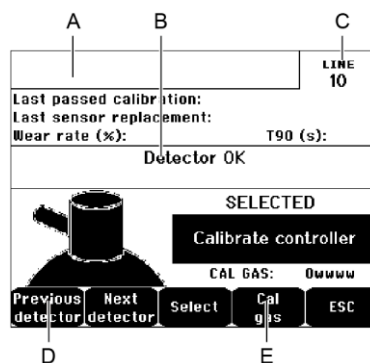 A B C
LINE
10
Last passed calibration:
Last sensor replacement:
Wear rate (%): T90 (s):
Detector OK
SELECTED
Calibrate controller
CAL GAS: 0wwww
Previous detector Next detector Select Cal gas ESC
D E